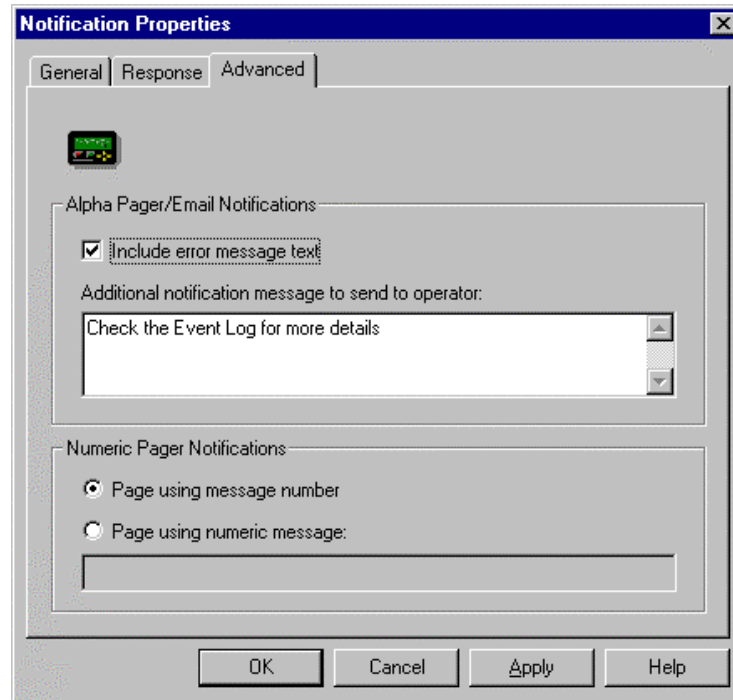 Notification Properties
General Response Advanced
Alpha Pager/Email Notifications
Include error message text
Additional notification message to send to operator:
Check the Event Log for more details
Numeric Pager Notifications
Page using message number
Page using numeric message:
OK Cancel Apply Help